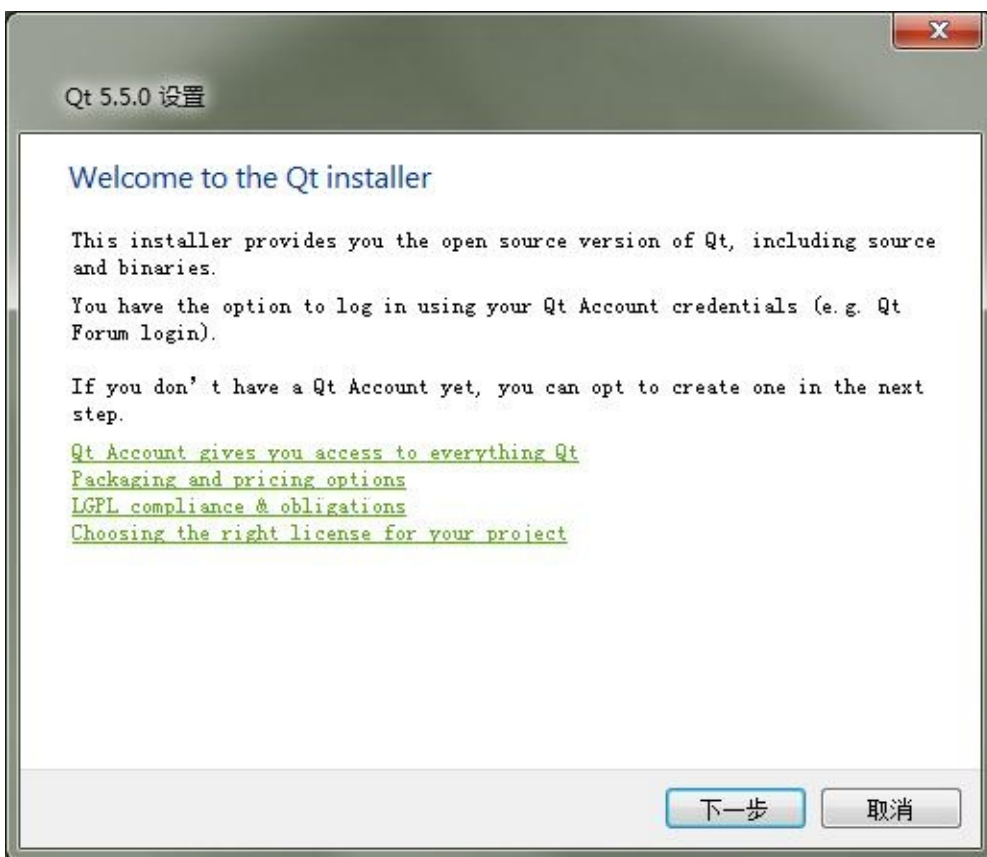 Qt 5.5.0 设置
Welcome to the Qt installer
This installer provides you the open source version of Qt, including source
and binaries.
You have the option to log in using your Qt Account credentials (e.g. Qt
Forum login).
If you don't have a Qt Account yet, you can opt to create one in the next
step.
Qt Account gives you access to everything Qt
Packaging and pricing options
LGPL compliance & obligations
Choosing the right license for your project
下一步
取消